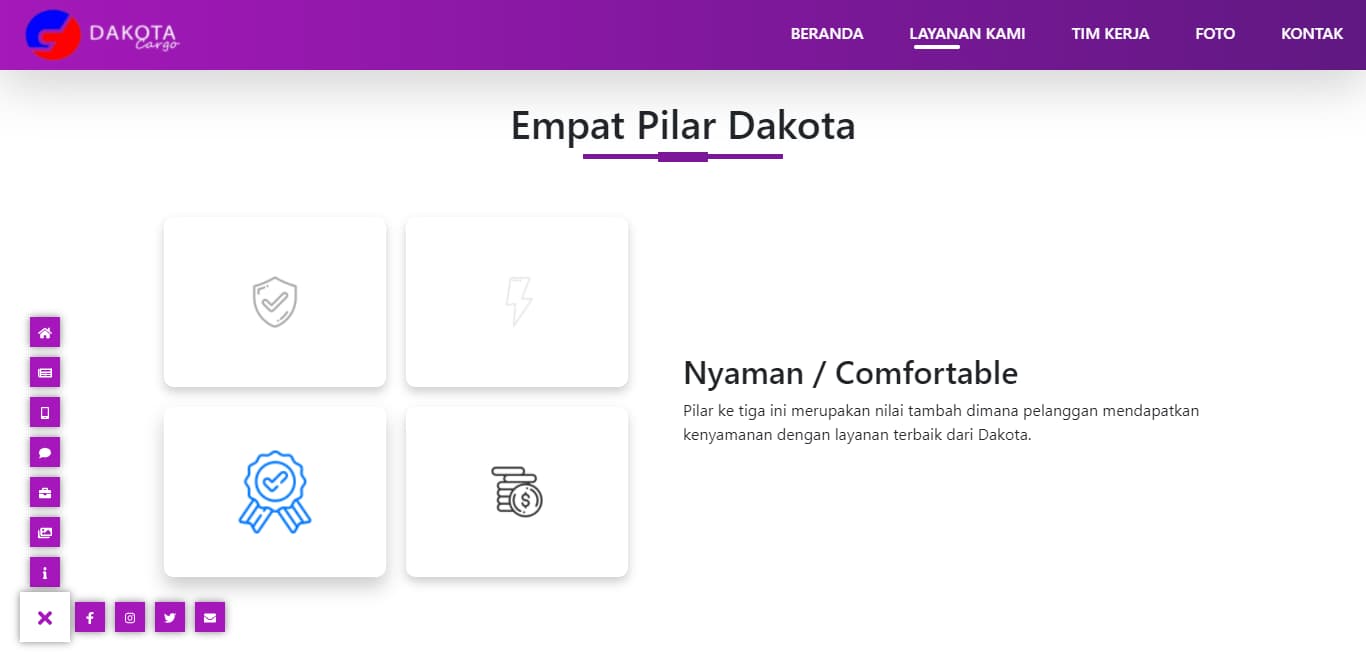 DAKOTA
Cargo
BERANDA
LAYANAN KAMI
TIM KERJA
FOTO
KONTAK
Empat Pilar Dakota
Nyaman / Comfortable
Pilar ke tiga ini merupakan nilai tambah dimana pelanggan mendapatkan
kenyamanan dengan layanan terbaik dari Dakota.